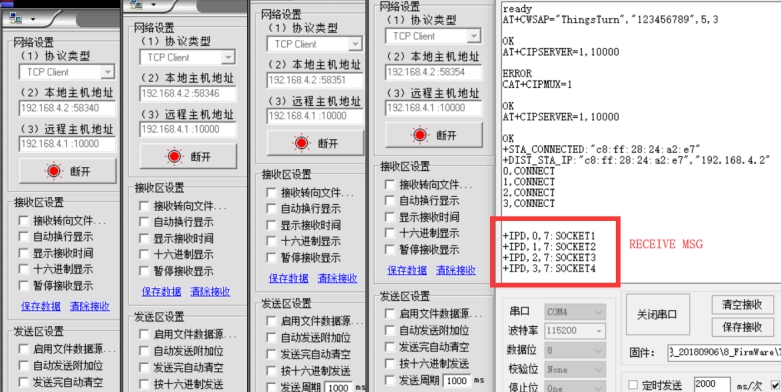 网络设置
(1) 协议类型
TCP Client
(2) 本地主机地址
192.168.4.2 :58340
(3) 远程主机地址
192.168.4.1 :10000
断开
接收区设置
接收转向文件...
自动换行显示
显示接收时间
十六进制显示
暂停接收显示
保存数据 清除接收
发送区设置
启用文件数据源...
自动发送附加位
发送完自动清空
网络设置
(1) 协议类型
TCP Client
(2) 本地主机地址
192.168.4.2 :58346
(3) 远程主机地址
192.168.4.1 :10000
断开
接收区设置
接收转向文件...
自动换行显示
显示接收时间
十六进制显示
暂停接收显示
保存数据 清除接收
发送区设置
启用文件数据源...
自动发送附加位
发送完自动清空
按十六进制发送
网络设置
(1) 协议类型
TCP Client
(2) 本地主机地址
192.168.4.2 :58351
(3) 远程主机地址
192.168.4.1 :10000
断开
接收区设置
接收转向文件...
自动换行显示
显示接收时间
十六进制显示
暂停接收显示
保存数据 清除接收
发送区设置
启用文件数据源...
自动发送附加位
发送完自动清空
按十六进制发送
发送周期 1000 ms
网络设置
(1) 协议类型
TCP Client
(2) 本地主机地址
192.168.4.2 :58354
(3) 远程主机地址
192.168.4.1 :10000
断开
接收区设置
接收转向文件...
自动换行显示
显示接收时间
十六进制显示
暂停接收显示
保存数据 清除接收
发送区设置
启用文件数据源...
自动发送附加位
发送完自动清空
按十六进制发送
发送周期 1000 ms
ready
AT+CWSAP="ThingsTurn","123456789",5,3
OK
AT+CIPSERVER=1,10000
ERROR
CAT+CIPMUX=1
OK
AT+CIPSERVER=1,10000
OK
+STA_CONNECTED:"c8:ff:28:24:a2:e7"
+DIST_STA_IP:"c8:ff:28:24:a2:e7","192.168.4.2"
0,CONNECT
1,CONNECT
2,CONNECT
3,CONNECT
+IPD,0,7:SOCKET1
+IPD,1,7:SOCKET2
+IPD,2,7:SOCKET3
+IPD,3,7:SOCKET4
RECEIVE MSG
串口 COM4
波特率 115200
数据位 8
校验位 None
停止位 One
关闭串口
清空接收
保存接收
固件: 3_20180906\8_FirmWare\
定时发送 2000 ms/次